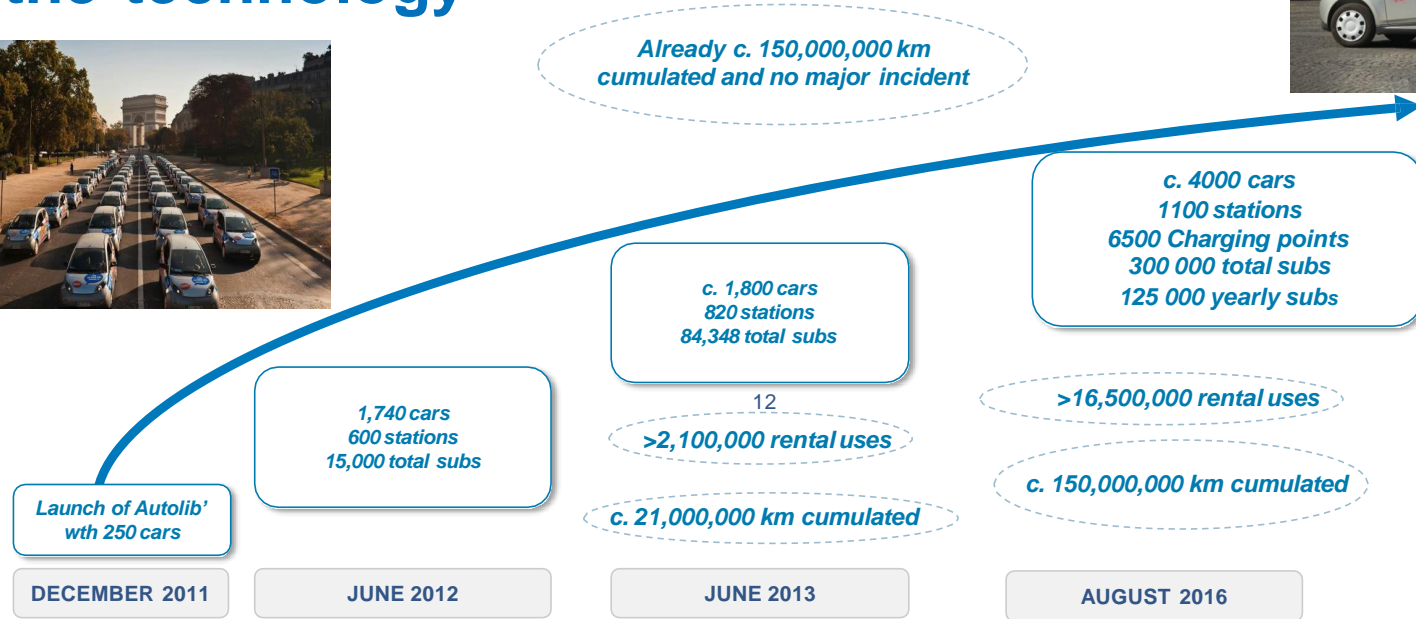 the technology
Already c. 150,000,000 km
cumulated and no major incident
c. 4000 cars
1100 stations
6500 Charging points
300 000 total subs
125 000 yearly subs
c. 1,800 cars
820 stations
84,348 total subs
12
>2,100,000 rental uses
c. 21,000,000 km cumulated
>16,500,000 rental uses
c. 150,000,000 km cumulated
1,740 cars
600 stations
15,000 total subs
Launch of Autolib'
wth 250 cars
DECEMBER 2011
JUNE 2012
JUNE 2013
AUGUST 2016